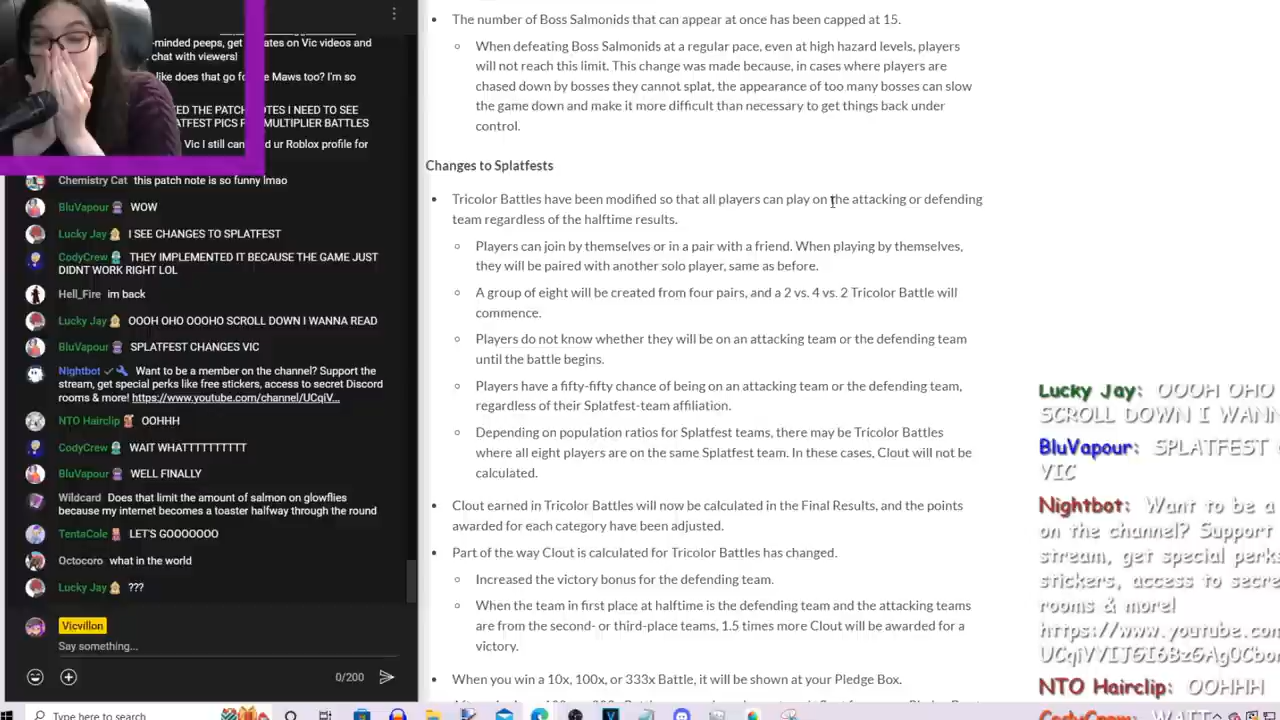 -minded peeps, get
ates on Vic videos and
chat with viewers!
like does that go fo
e Maws too? I'm so
TED THE PATCH
NOTES I NEED TO SEE
ATFEST PICS F
MULTIPLIER BATTLES
Vic I still can
d ur Roblox profile for
Chemistry Cat this patch note is so funny lmao
BluVapour WOW
Lucky Jay I SEE CHANGES TO SPLATFEST
CodyCrew THEY IMPLEMENTED IT BECAUSE THE GAME JUST
DIDNT WORK RIGHT LOL
Hell_Fire im back
Lucky Jay OOOH OHO OOOHO SCROLL DOWN I WANNA READ
BluVapour SPLATFEST CHANGES VIC
Nightbot Want to be a member on the channel? Support the
stream, get special perks like free stickers, access to secret Discord
rooms & more! https://www.youtube.com/channel/UCqiV...
NTO Hairclip OOHHH
CodyCrew WAIT WHATTTTTTTTTT
BluVapour WELL FINALLY
Wildcard Does that limit the amount of salmon on glowflies
because my internet becomes a toaster halfway through the round
TentaCole LET'S GOOOOOOO
Octocoro what in the world
Lucky Jay ???
Vicvillon
Say something...
0/200
• The number of Boss Salmonids that can appear at once has been capped at 15.
○ When defeating Boss Salmonids at a regular pace, even at high hazard levels, players
will not reach this limit. This change was made because, in cases where players are
chased down by bosses they cannot splat, the appearance of too many bosses can slow
the game down and make it more difficult than necessary to get things back under
control.
Changes to Splatfests
• Tricolor Battles have been modified so that all players can play on the attacking or defending
team regardless of the halftime results.
○ Players can join by themselves or in a pair with a friend. When playing by themselves,
they will be paired with another solo player, same as before.
○ A group of eight will be created from four pairs, and a 2 vs. 4 vs. 2 Tricolor Battle will
commence.
○ Players do not know whether they will be on an attacking team or the defending team
until the battle begins.
○ Players have a fifty-fifty chance of being on an attacking team or the defending team,
regardless of their Splatfest-team affiliation.
○ Depending on population ratios for Splatfest teams, there may be Tricolor Battles
where all eight players are on the same Splatfest team. In these cases, Clout will not be
calculated.
• Clout earned in Tricolor Battles will now be calculated in the Final Results, and the points
awarded for each category have been adjusted.
• Part of the way Clout is calculated for Tricolor Battles has changed.
○ Increased the victory bonus for the defending team.
○ When the team in first place at halftime is the defending team and the attacking teams
are from the second- or third-place teams, 1.5 times more Clout will be awarded for a
victory.
• When you win a 10x, 100x, or 333x Battle, it will be shown at your Pledge Box.
Lucky Jay: OOOH OHO
SCROLL DOWN I WANN
BluVapour: SPLATFEST
VIC
Nightbot: Want to be a
on the channel? Support
stream, get special perks
stickers, access to secre
rooms & more!
https://www.youtube.com
UCqiVVIJ6I6BzGAg0Cbor
NTO Hairclip: OOHHH
Type here to search